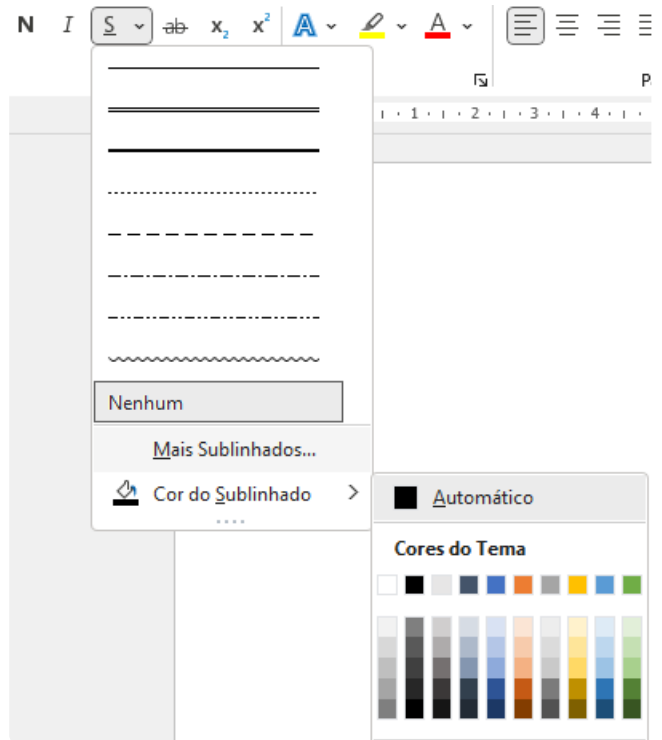 N I S ab x₂ x² A A
P
1 2 3 4
Nenhum
Mais Sublinhados...
Cor do Sublinhado
Automático
Cores do Tema